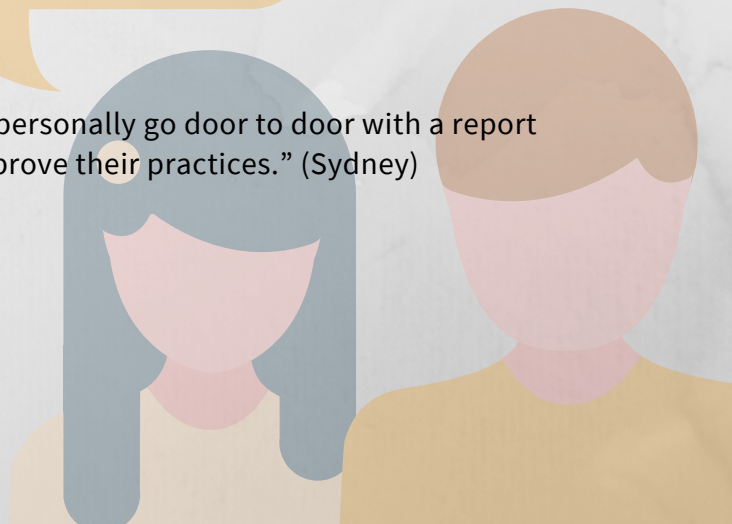 personally go door to door with a report
prove their practices.” (Sydney)